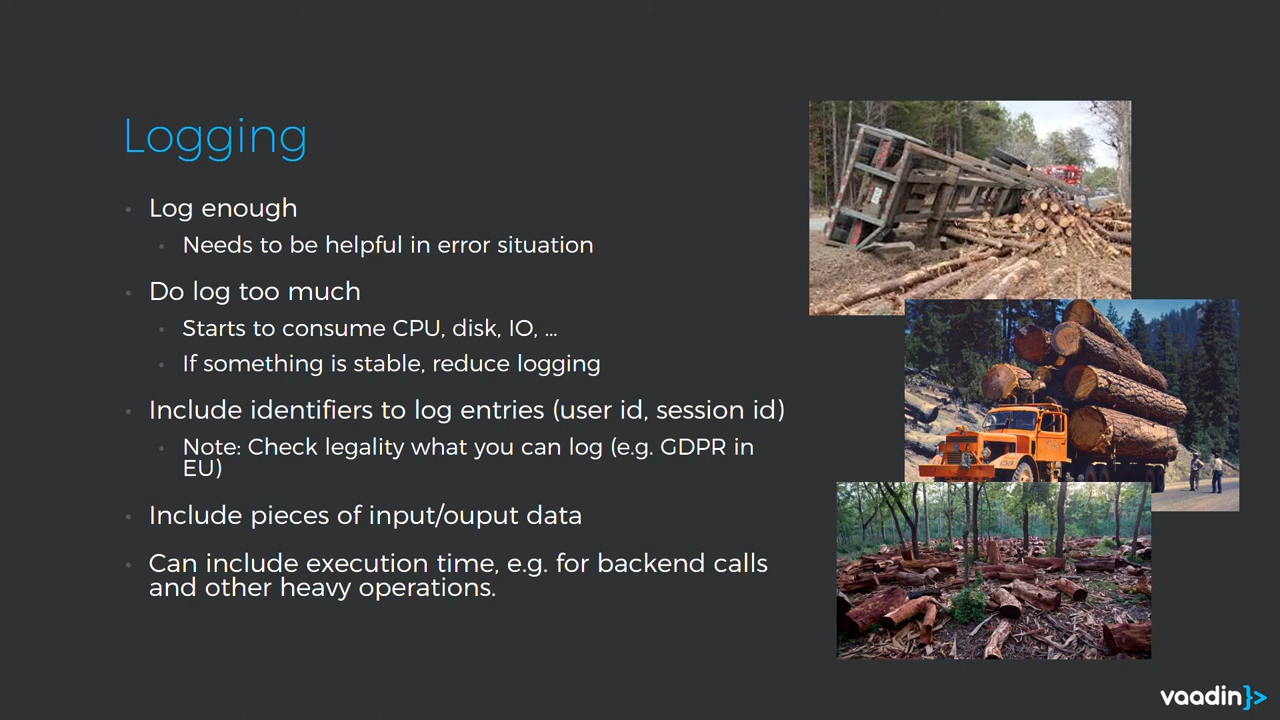 Logging
Log enough
Needs to be helpful in error situation
Do log too much
Starts to consume CPU, disk, IO, ...
If something is stable, reduce logging
Include identifiers to log entries (user id, session id)
Note: Check legality what you can log (e.g. GDPR in
EU)
Include pieces of input/ouput data
Can include execution time, e.g. for backend calls
and other heavy operations.
vaadin}>